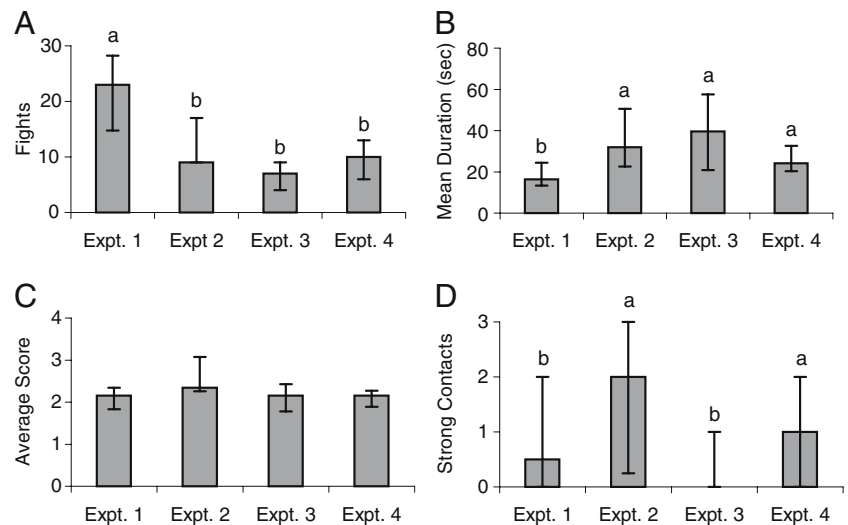 A
a
30
20
10
0
Fights
b
b
b
Expt. 1
Expt 2
Expt. 3
Expt. 4
B
80
60
40
20
0
Mean Duration (sec)
b
a
a
a
Expt. 1
Expt. 2
Expt. 3
Expt. 4
C
4
3
2
1
0
Average Score
Expt. 1
Expt. 2
Expt. 3
Expt. 4
D
3
2
1
0
Strong Contacts
b
a
b
a
Expt. 1
Expt. 2
Expt. 3
Expt. 4